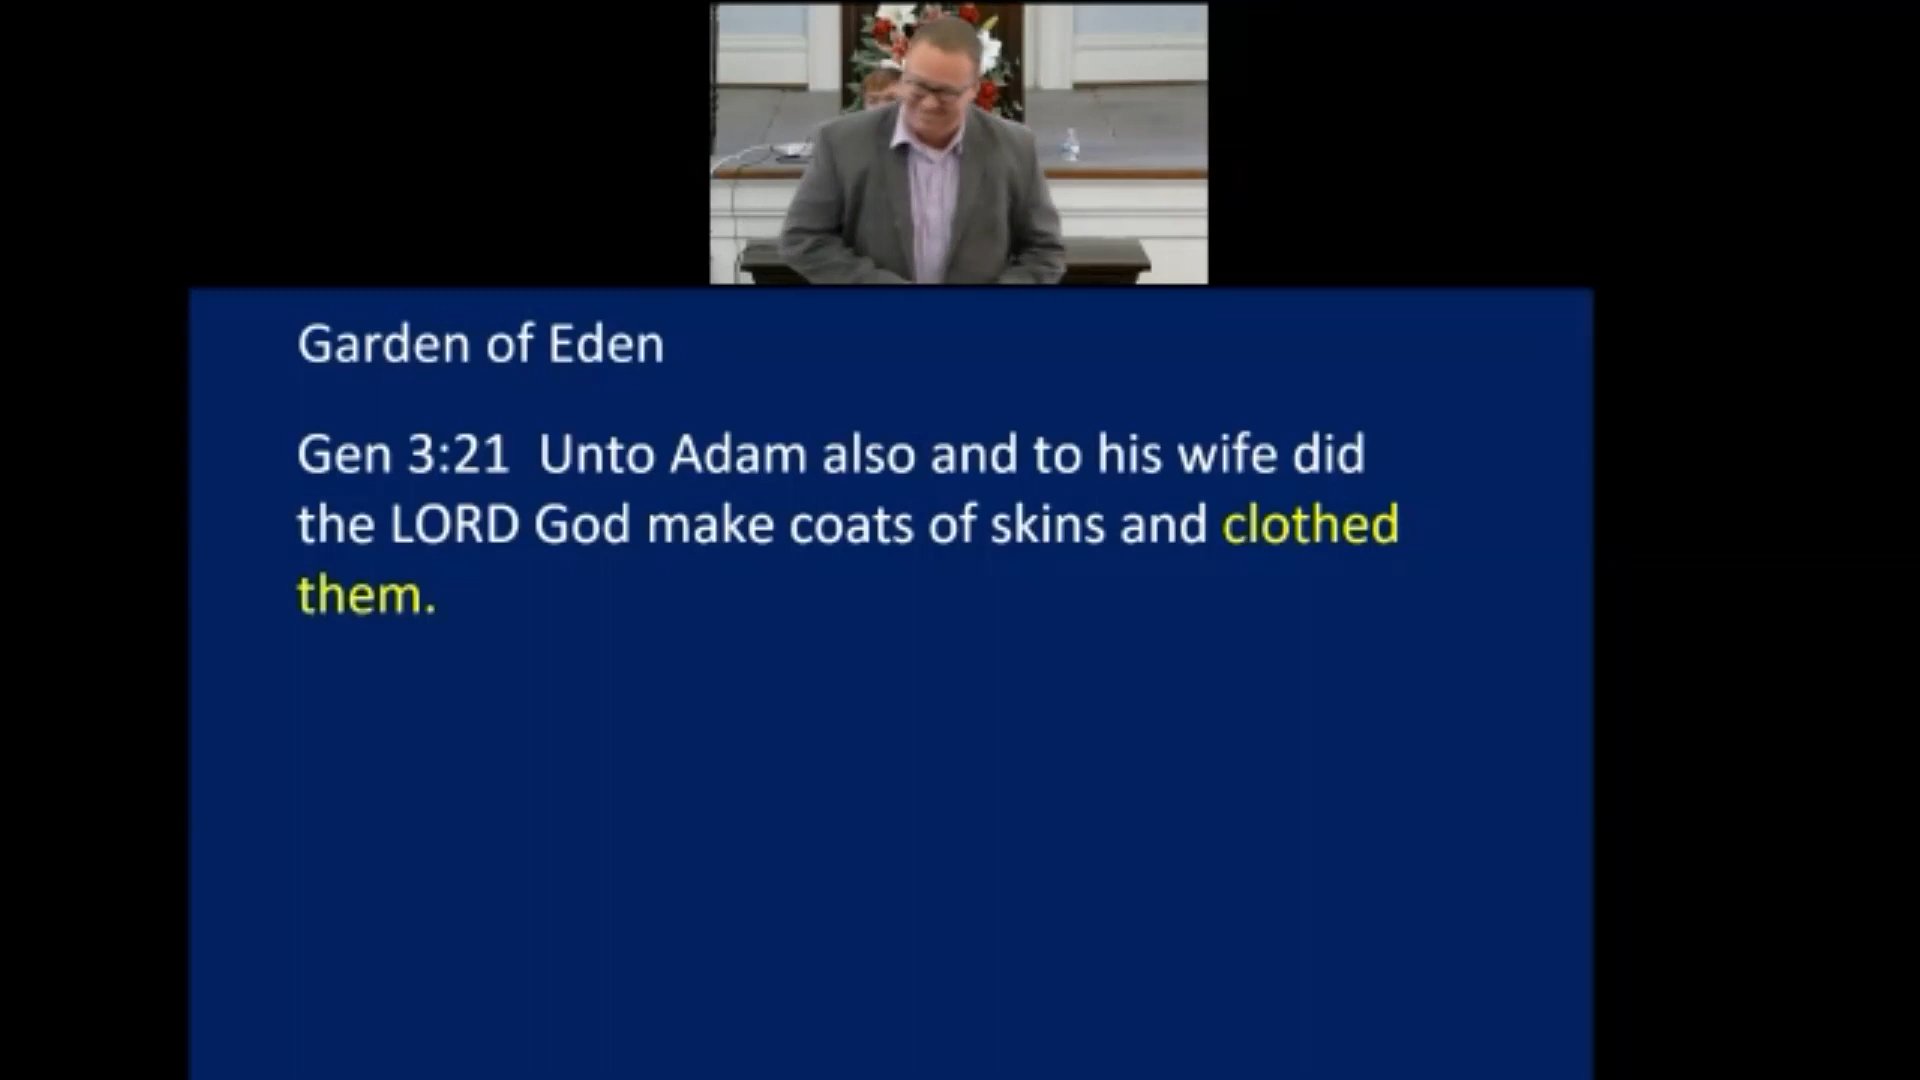 Garden of Eden
Gen 3:21  Unto Adam also and to his wife did
the LORD God make coats of skins and clothed
them.